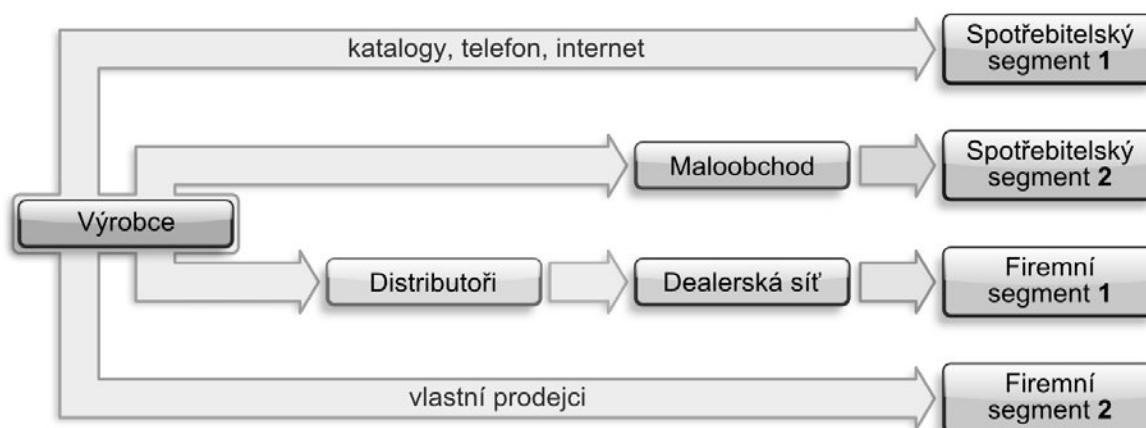 katalogy, telefon, internet
Spotřebitelský
segment 1
Maloobchod
Spotřebitelský
segment 2
Výrobce
Distributoři
Dealerská síť
Firemní
segment 1
vlastní prodejci
Firemní
segment 2